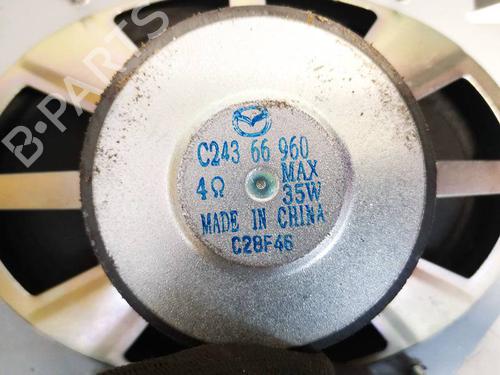 B-PARTS
C243 66 960
4Ω MAX 35W
MADE IN CHINA
C28F46